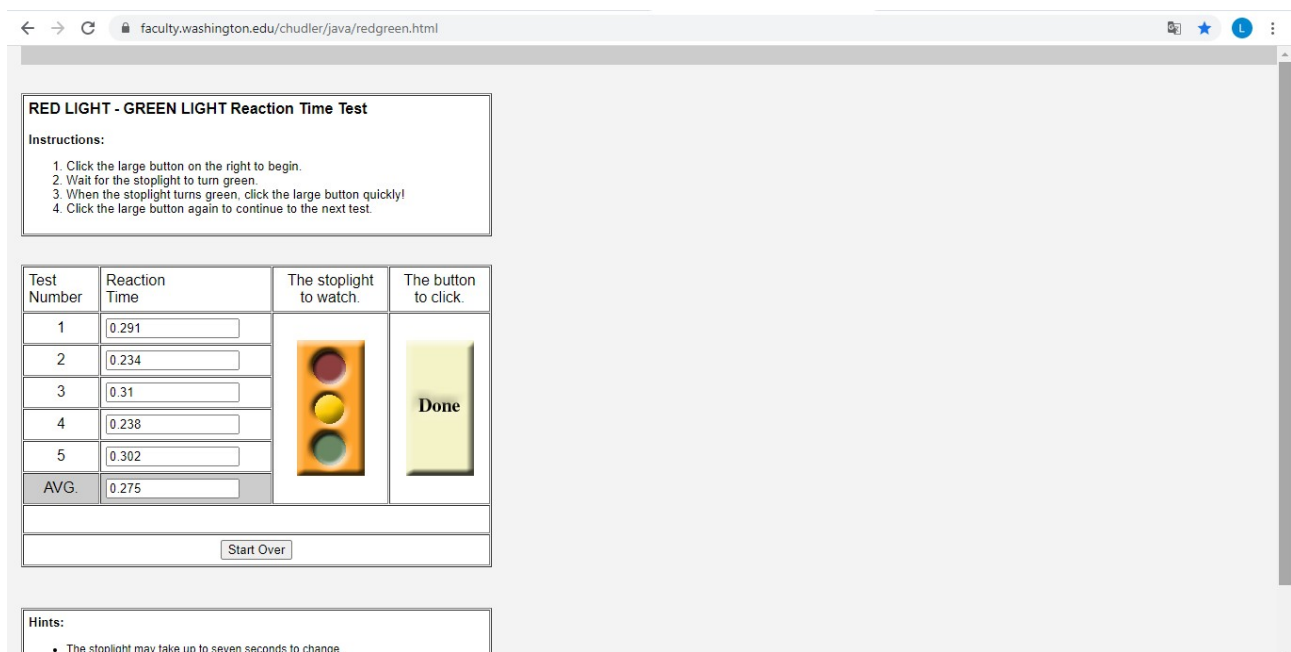 faculty.washington.edu/chudler/java/redgreen.html
L
RED LIGHT - GREEN LIGHT Reaction Time Test
Instructions:
1. Click the large button on the right to begin.
2. Wait for the stoplight to turn green.
3. When the stoplight turns green, click the large button quickly!
4. Click the large button again to continue to the next test.
Test Number
Reaction Time
The stoplight to watch.
The button to click.
1 0.291
2 0.234
3 0.31
4 0.238
5 0.302
AVG. 0.275
Done
Start Over
Hints:
• The stoplight may take up to seven seconds to change